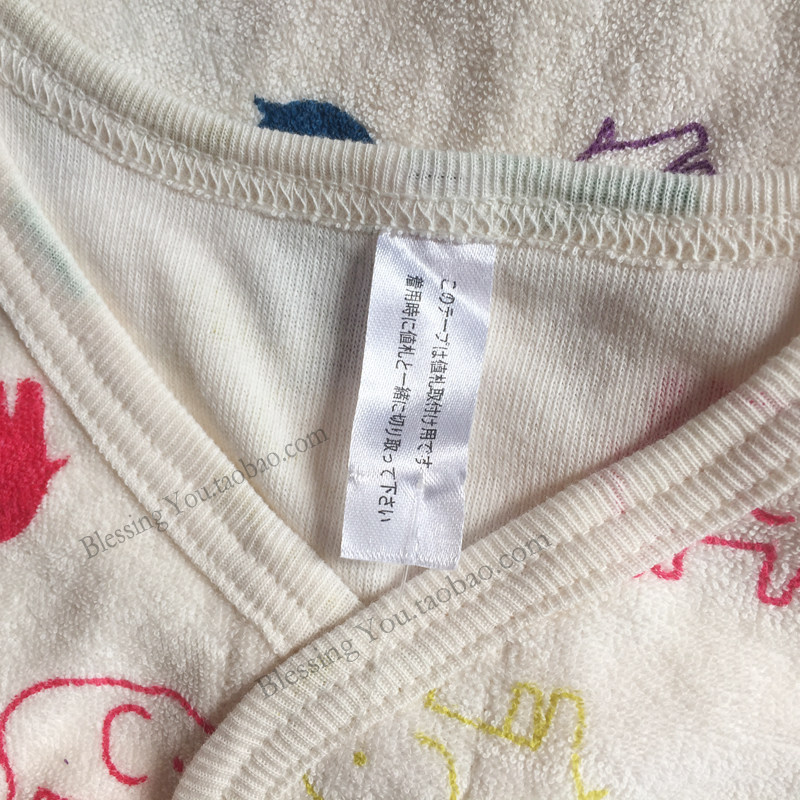 このテープは値札取付け用です
着用時に値札と一緒に切り取って下さい
Blessing You.taobao.com
Blessing You.taobao.com